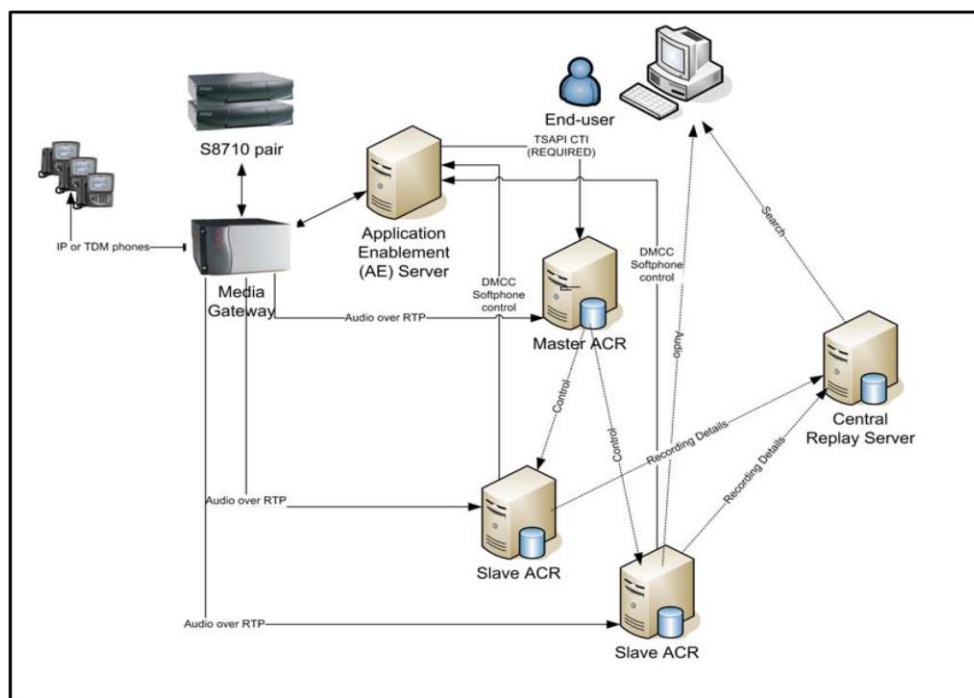 End-user
TSAPI CTI
(REQUIRED)
S8710 pair
IP or TDM phones
Application
Enablement
(AE) Server
Search
DMCC
Softphone
control
DMCC
Softphone
control
Media
Gateway
Audio over RTP
Master ACR
Audio
Control
Control
Central
Replay Server
Recording Details
Recording Details
Audio over RTP
Slave ACR
Audio over RTP
Slave ACR